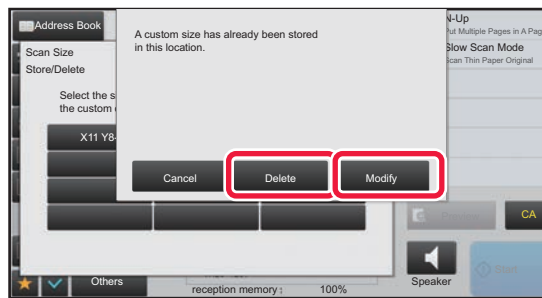 Address Book
Scan Size
Store/Delete
Select the s
the custom
X11 Y8-
A custom size has already been stored
in this location.
Cancel
Delete
Modify
N-Up
Put Multiple Pages in A Pag
Slow Scan Mode
Scan Thin Paper Original
CA
Speaker
Start
Others
reception memory:
100%